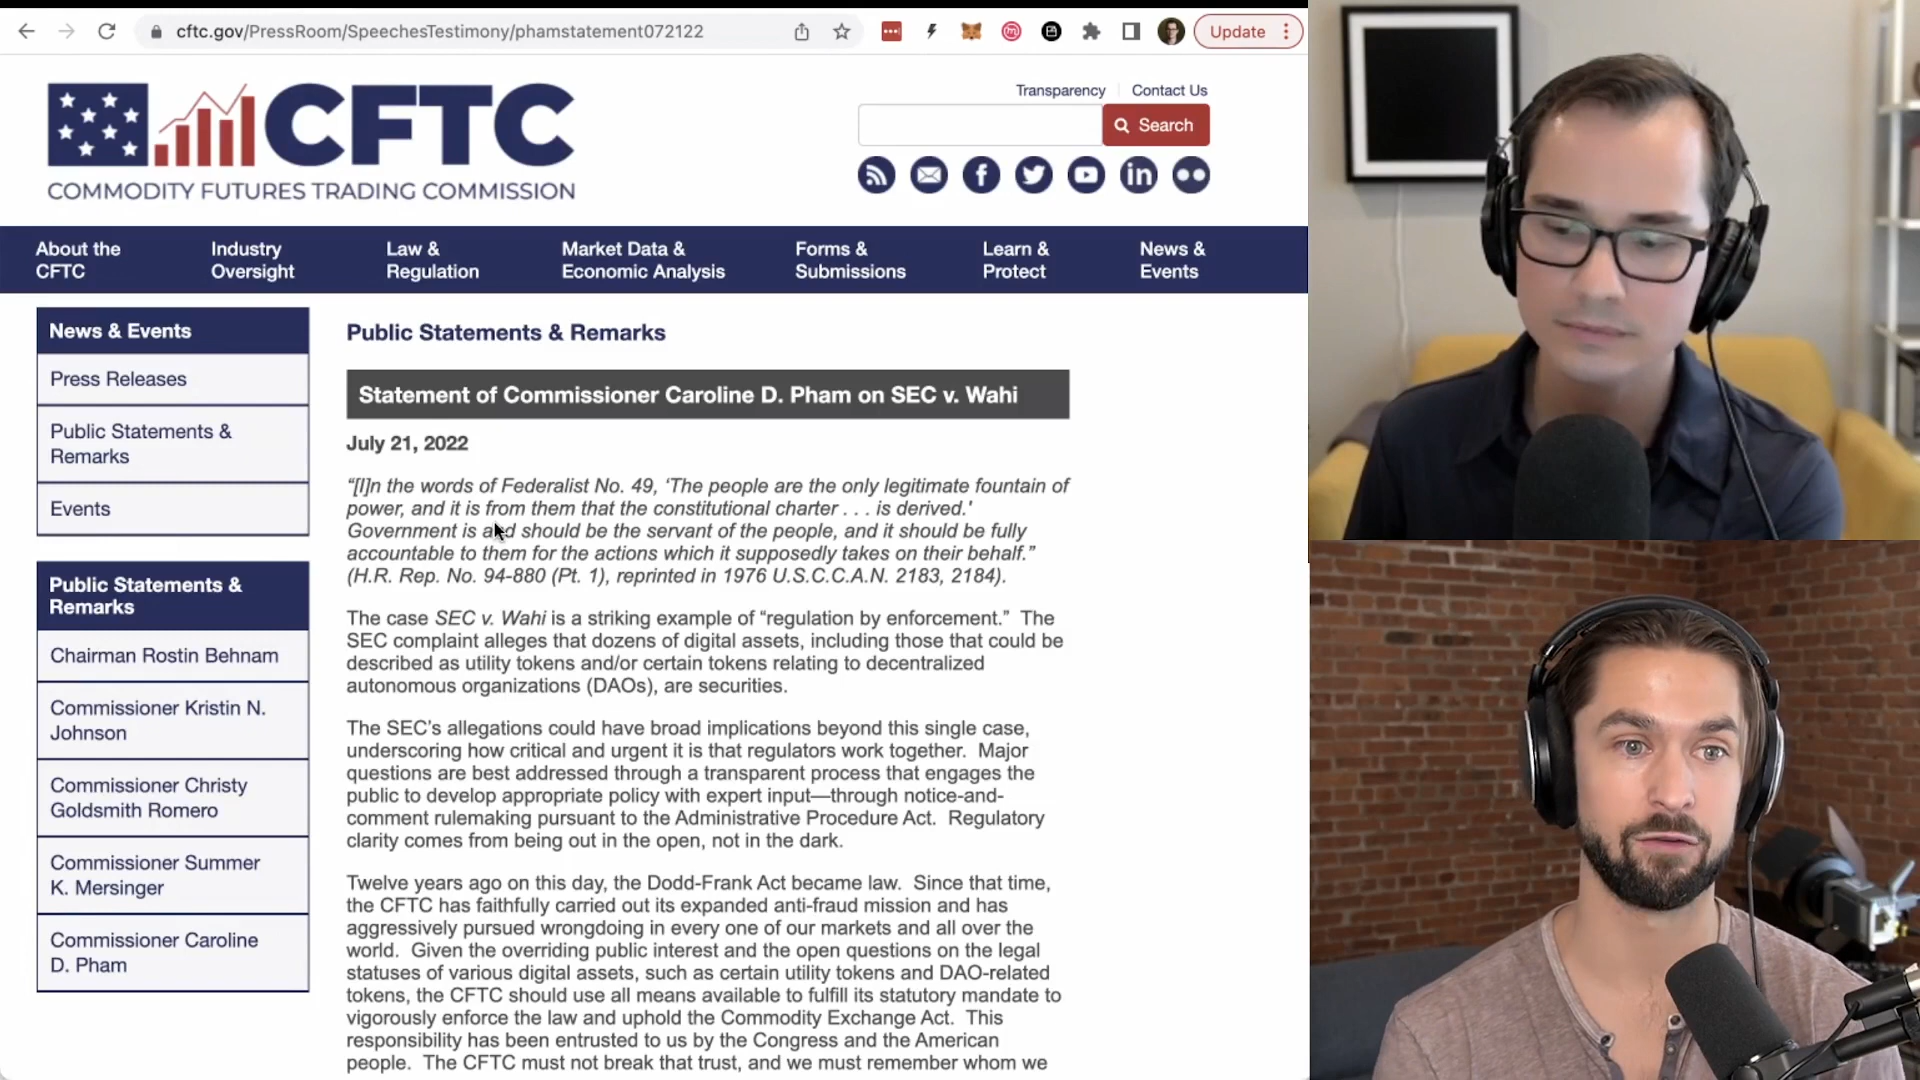 cftc.gov/PressRoom/SpeechesTestimony/phamstatement072122
Update
CFTC
COMMODITY FUTURES TRADING COMMISSION
Transparency
Contact Us
Search
About the
CFTC
Industry
Oversight
Law &
Regulation
Market Data &
Economic Analysis
Forms &
Submissions
Learn &
Protect
News &
Events
News & Events
Press Releases
Public Statements &
Remarks
Events
Public Statements &
Remarks
Chairman Rostin Behnam
Commissioner Kristin N.
Johnson
Commissioner Christy
Goldsmith Romero
Commissioner Summer
K. Mersinger
Commissioner Caroline
D. Pham
Public Statements & Remarks
Statement of Commissioner Caroline D. Pham on SEC v. Wahi
July 21, 2022
“[I]n the words of Federalist No. 49, ‘The people are the only legitimate fountain of
power, and it is from them that the constitutional charter . . . is derived.'
Government is and should be the servant of the people, and it should be fully
accountable to them for the actions which it supposedly takes on their behalf.”
(H.R. Rep. No. 94-880 (Pt. 1), reprinted in 1976 U.S.C.C.A.N. 2183, 2184).
The case SEC v. Wahi is a striking example of “regulation by enforcement.”  The
SEC complaint alleges that dozens of digital assets, including those that could be
described as utility tokens and/or certain tokens relating to decentralized
autonomous organizations (DAOs), are securities.
The SEC’s allegations could have broad implications beyond this single case,
underscoring how critical and urgent it is that regulators work together.  Major
questions are best addressed through a transparent process that engages the
public to develop appropriate policy with expert input—through notice-and-
comment rulemaking pursuant to the Administrative Procedure Act.  Regulatory
clarity comes from being out in the open, not in the dark.
Twelve years ago on this day, the Dodd-Frank Act became law.  Since that time,
the CFTC has faithfully carried out its expanded anti-fraud mission and has
aggressively pursued wrongdoing in every one of our markets and all over the
world.  Given the overriding public interest and the open questions on the legal
statuses of various digital assets, such as certain utility tokens and DAO-related
tokens, the CFTC should use all means available to fulfill its statutory mandate to
vigorously enforce the law and uphold the Commodity Exchange Act.  This
responsibility has been entrusted to us by the Congress and the American
people.  The CFTC must not break that trust, and we must remember whom we